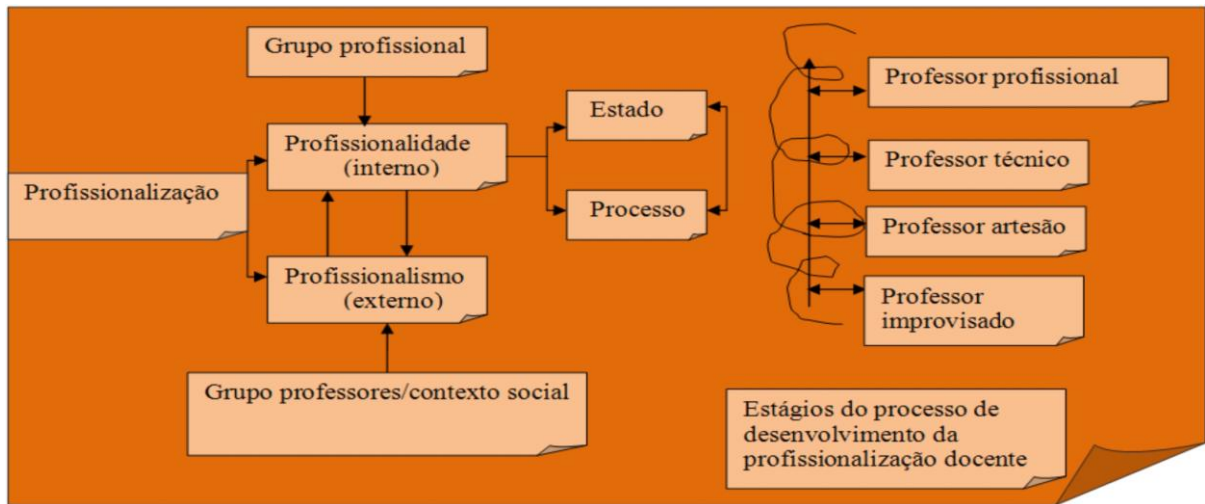 Grupo profissional
Profissionalidade
(interno)
Profissionalização
Profissionalismo
(externo)
Grupo professores/contexto social
Estado
Processo
Professor profissional
Professor técnico
Professor artesão
Professor
improvisado
Estágios do processo de
desenvolvimento da
profissionalização docente